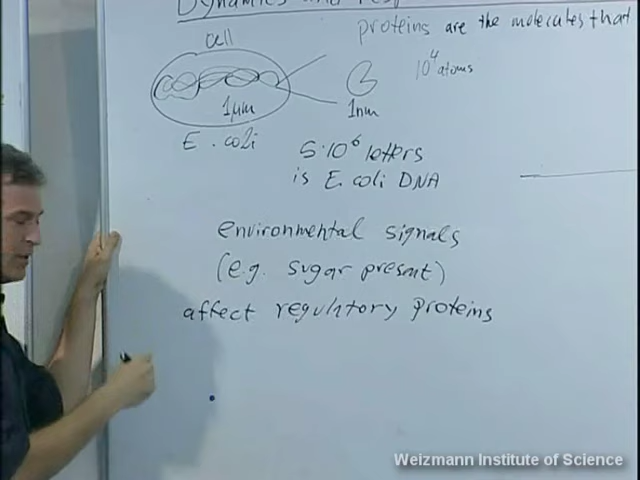 Dynamics and resp
proteins are the molecules that
cell
10⁴ atoms
1μm
1nm
E. coli
5·10⁶ letters
is E. coli DNA
environmental signals
(e.g. sugar present)
affect regulatory proteins
Weizmann Institute of Science